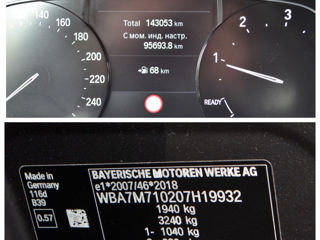 120 140 160 180 200 220 240
Total 143053 km
С мом. инд. настр.
95693.8 km
68 km
READY 1 2 3
Made in
Germany
116d
B39
0.57
BAYERISCHE MOTOREN WERKE AG
e1*2007/46*2018
WBA7M710207H19932
1940 kg
3240 kg
1- 1040 kg